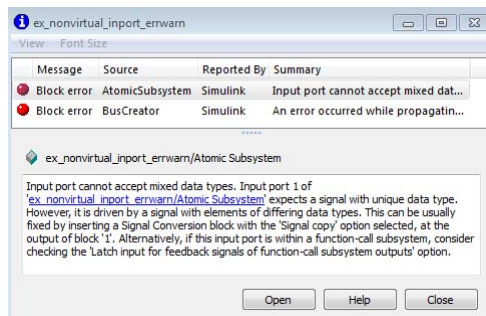 ex_nonvirtual_inport_errwarn
View Font Size
Message Source Reported By Summary
Block error AtomicSubsystem Simulink Input port cannot accept mixed dat...
Block error BusCreator Simulink An error occurred while propagatin...
ex_nonvirtual_inport_errwarn/Atomic Subsystem
Input port cannot accept mixed data types. Input port 1 of
'ex_nonvirtual_inport_errwarn/Atomic Subsystem' expects a signal with unique data type.
However, it is driven by a signal with elements of differing data types. This can be usually
fixed by inserting a Signal Conversion block with the 'Signal copy' option selected, at the
output of block '1'. Alternatively, if this input port is within a function-call subsystem, consider
checking the 'Latch input for feedback signals of function-call subsystem outputs' option.
Open Help Close